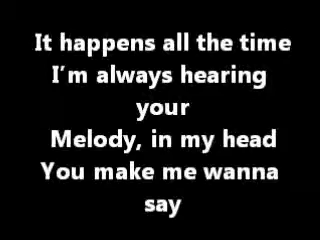 It happens all the time
I'm always hearing
your
Melody, in my head
You make me wanna
say